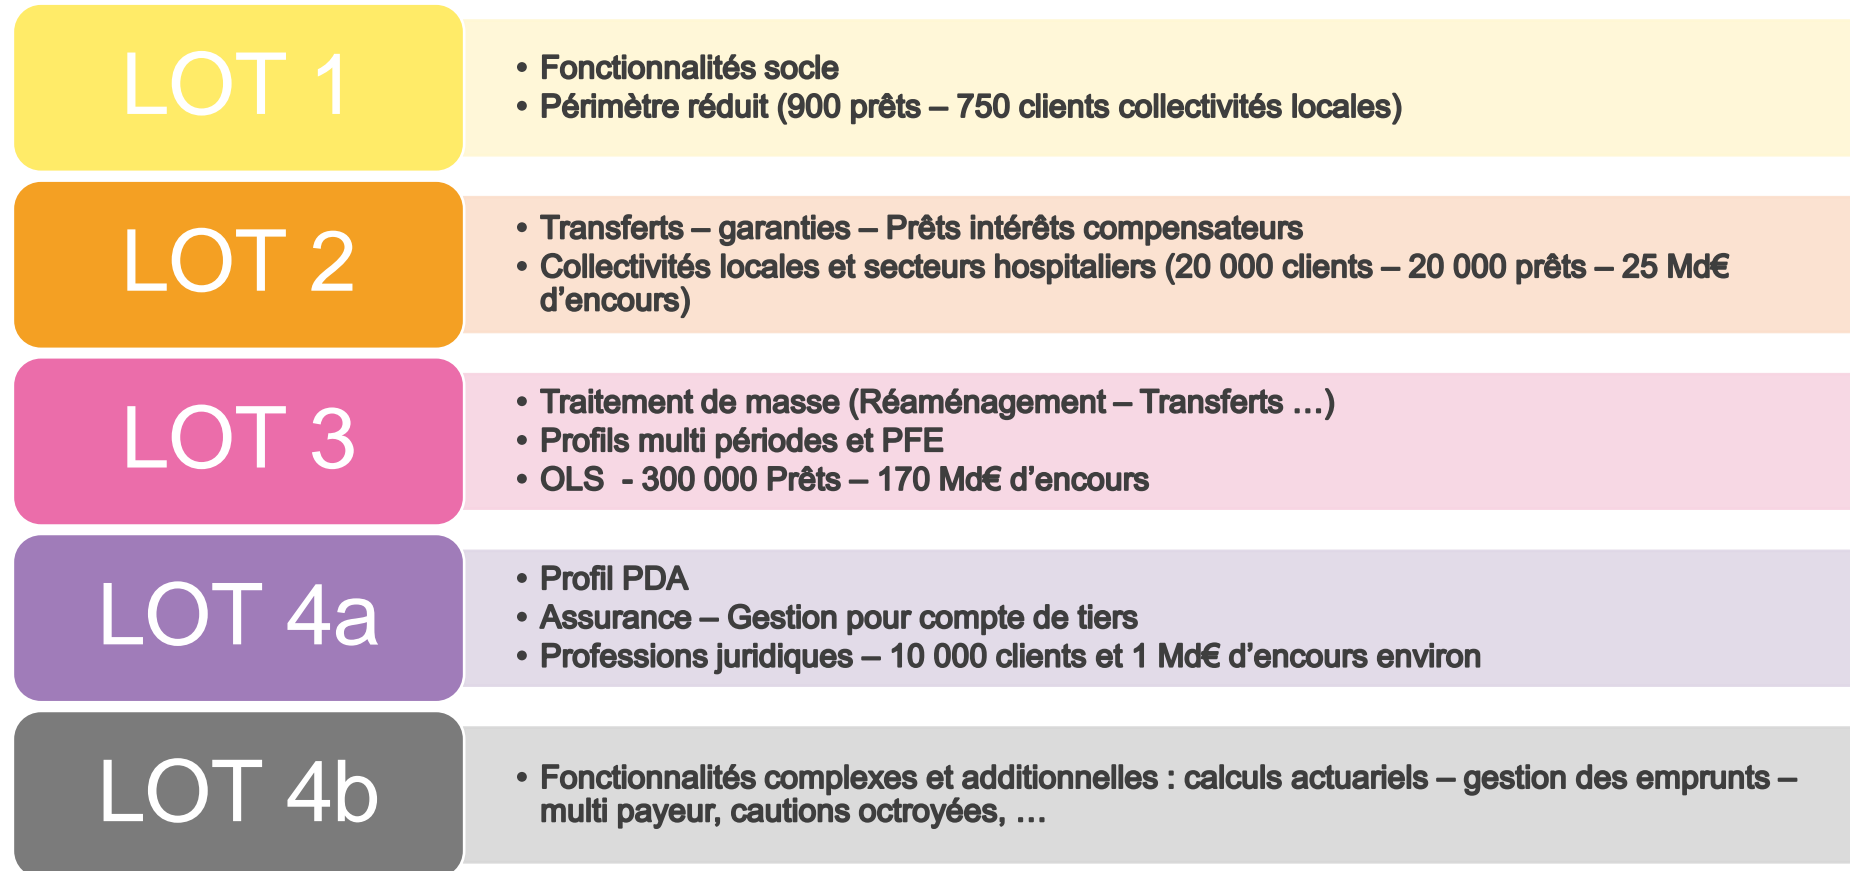 LOT 1
• Fonctionnalités socle
• Périmètre réduit (900 prêts – 750 clients collectivités locales)
LOT 2
• Transferts – garanties – Prêts intérêts compensateurs
• Collectivités locales et secteurs hospitaliers (20 000 clients – 20 000 prêts – 25 Md€
d’encours)
LOT 3
• Traitement de masse (Réaménagement – Transferts …)
• Profils multi périodes et PFE
• OLS  - 300 000 Prêts – 170 Md€ d’encours
LOT 4a
• Profil PDA
• Assurance – Gestion pour compte de tiers
• Professions juridiques – 10 000 clients et 1 Md€ d’encours environ
LOT 4b
• Fonctionnalités complexes et additionnelles : calculs actuariels – gestion des emprunts –
multi payeur, cautions octroyées, …